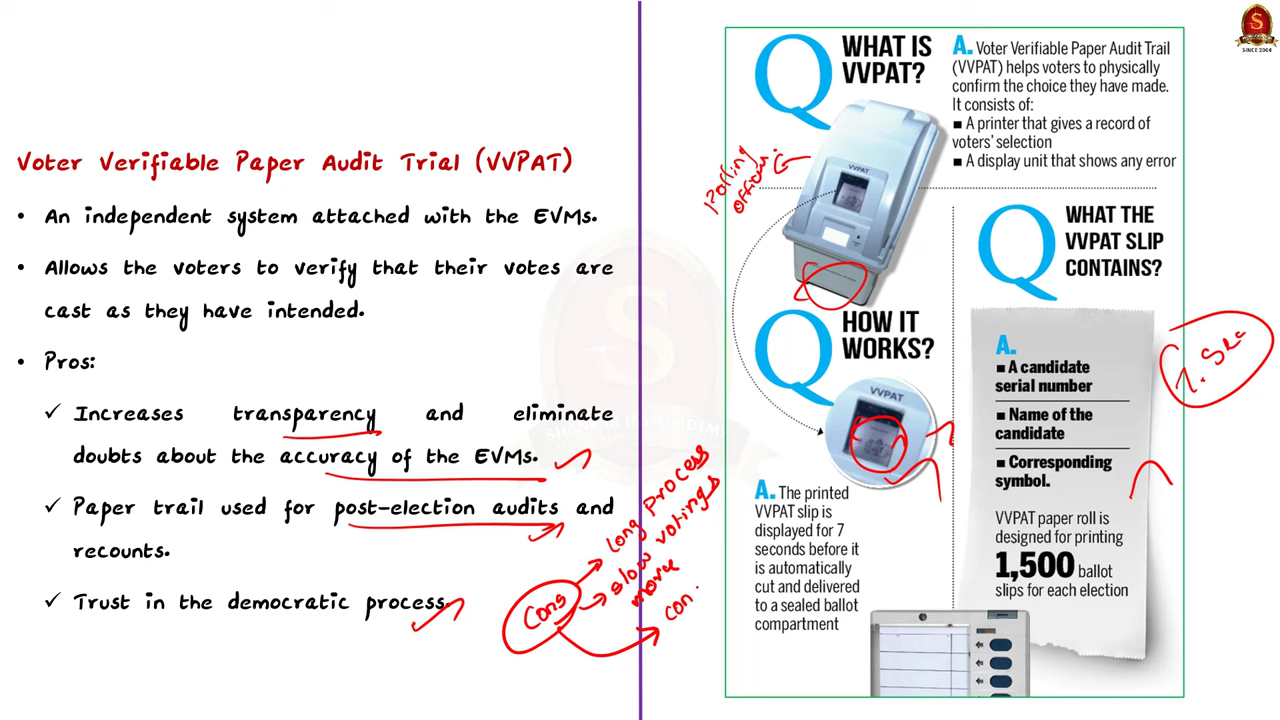 S
SINCE 2004
Voter Verifiable Paper Audit Trial (VVPAT)
• An independent system attached with the EVMs.
• Allows the voters to verify that their votes are
cast as they have intended.
• Pros:
✓ Increases transparency and eliminate
doubts about the accuracy of the EVMs.
✓ Paper trail used for post-election audits and
recounts.
✓ Trust in the democratic process.
Cons
long process
slow votings
more
con.
Q WHAT IS
VVPAT?
A. Voter Verifiable Paper Audit Trail
(VVPAT) helps voters to physically
confirm the choice they have made.
It consists of:
■ A printer that gives a record of
voters' selection
■ A display unit that shows any error
VVPAT
Polling
Q HOW IT
WORKS?
VVPAT
A. The printed
VVPAT slip is
displayed for 7
seconds before it
is automatically
cut and delivered
to a sealed ballot
compartment
Q WHAT THE
VVPAT SLIP
CONTAINS?
A.
■ A candidate
serial number
■ Name of the
candidate
■ Corresponding
symbol.
VVPAT paper roll is
designed for printing
1,500 ballot
slips for each election